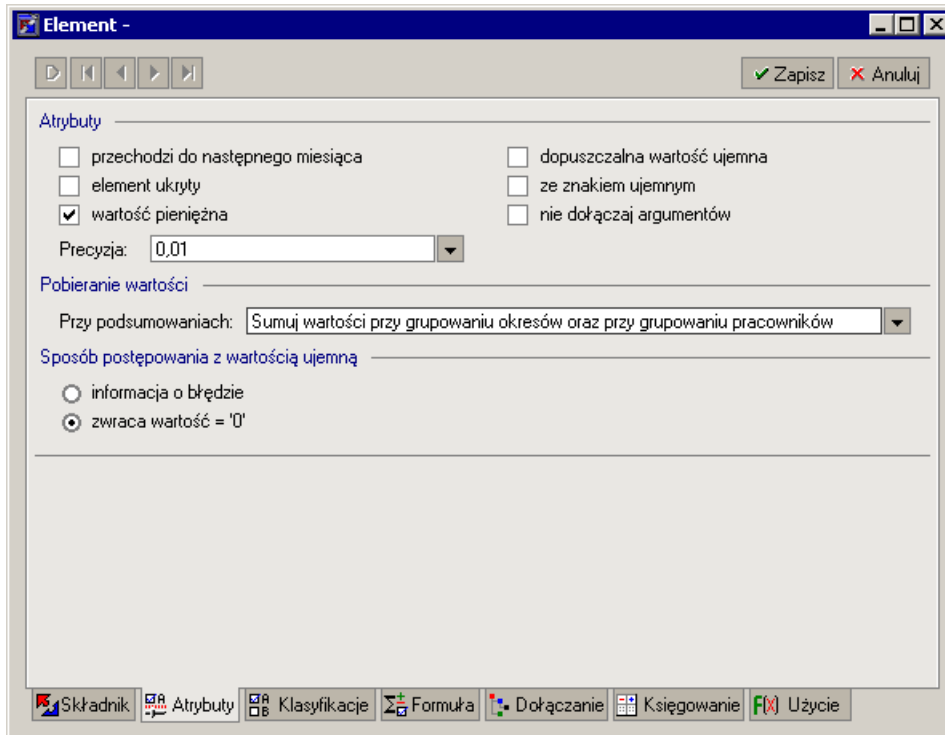 Element -
Zapisz Anuluj
Atrybuty
przechodzi do następnego miesiąca dopuszczalna wartość ujemna
element ukryty ze znakiem ujemnym
wartość pieniężna nie dołączaj argumentów
Precyzja: 0,01
Pobieranie wartości
Przy podsumowaniach: Sumuj wartości przy grupowaniu okresów oraz przy grupowaniu pracowników
Sposób postępowania z wartością ujemną
informacja o błędzie
zwraca wartość = '0'
Składnik Atrybuty Klasyfikacje Formuła Dołączanie Księgowanie F(X) Użycie